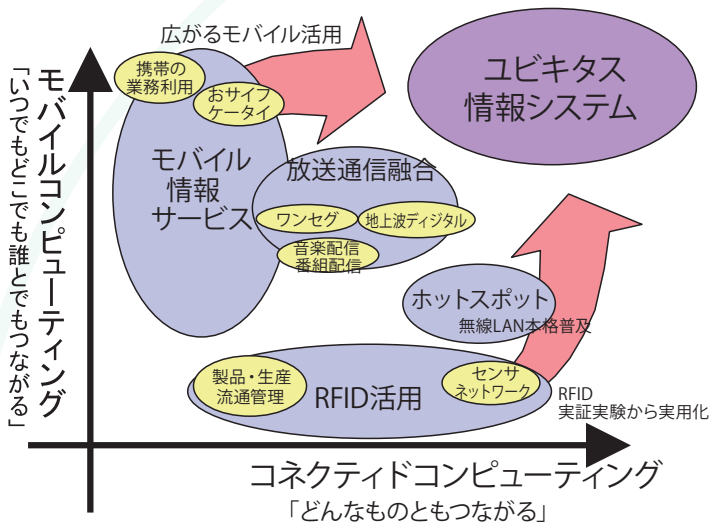 広がるモバイル活用
携帯の
業務利用
おサイフ
ケータイ
ユビキタス
情報システム
モバイルコンピューティング
「いつでもどこでも誰とでもつながる」
モバイル
情報
サービス
放送通信融合
ワンセグ
地上波ディジタル
音楽配信
番組配信
ホットスポット
無線LAN本格普及
製品・生産
流通管理
RFID活用
センサ
ネットワーク
RFID
実証実験から実用化
コネクティドコンピューティング
「どんなものともつながる」